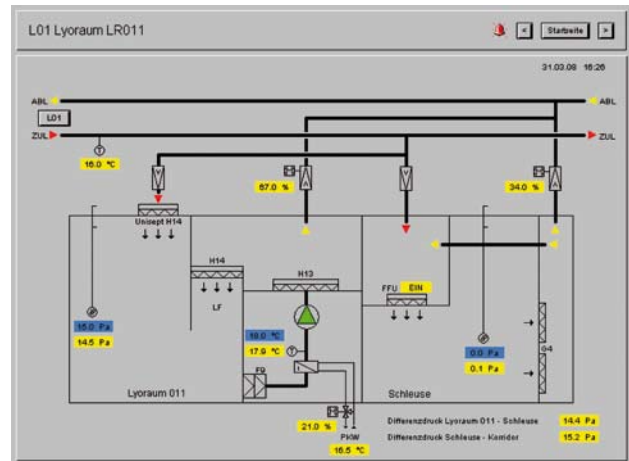 L01 Lyoraum LR011
< Startseite >
31.03.08 16:26
ABL
ABL
L01
ZUL
ZUL
T
16.0 °C
67.0 %
34.0 %
Unisept H14
H14
LF
H13
FFU EIN
15.0 Pa
14.5 Pa
18.0 °C
17.9 °C
T
0.0 Pa
0.1 Pa
G4
F9
Lyoraum 011
Schleuse
21.0 %
PKW
16.5 °C
Differenzdruck Lyoraum 011 - Schleuse 14.4 Pa
Differenzdruck Schleuse - Korridor 15.2 Pa